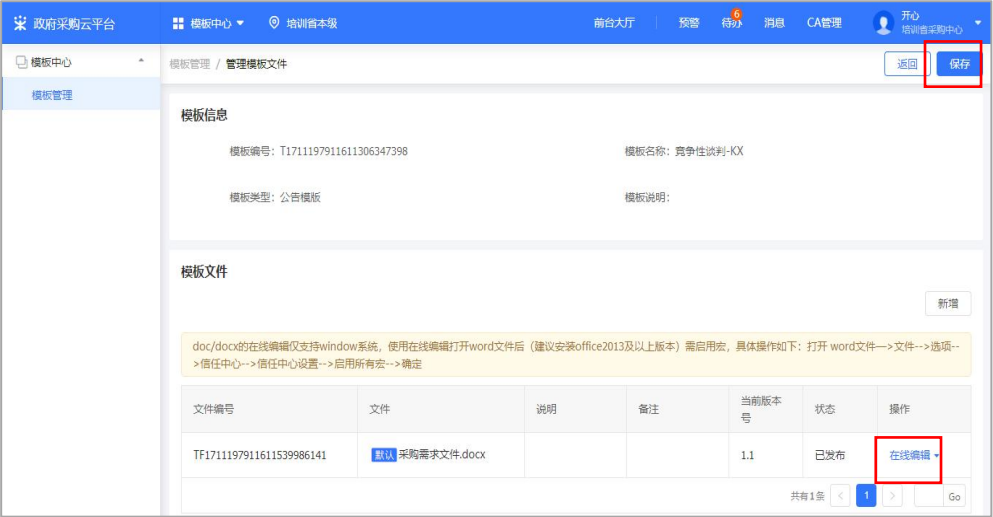 政府采购云平台 模板中心 培训省本级 前台大厅 预警 待办 6 消息 CA管理 开心
培训省采购中心
模板中心
模板管理
模板管理 / 管理模板文件 返回 保存
模板信息
模板编号: T1711197911611306347398 模板名称: 竞争性谈判-KX
模板类型: 公告模版 模板说明:
模板文件
新增
doc/docx的在线编辑仅支持window系统，使用在线编辑打开word文件后（建议安装office2013及以上版本）需启用宏，具体操作如下：打开 word文件—>文件-->选项--
>信任中心-->信任中心设置-->启用所有宏-->确定
文件编号 文件 说明 备注 当前版本
号 状态 操作
TF1711197911611539986141 默认 采购需求文件.docx 1.1 已发布 在线编辑
共有1条 < 1 > Go